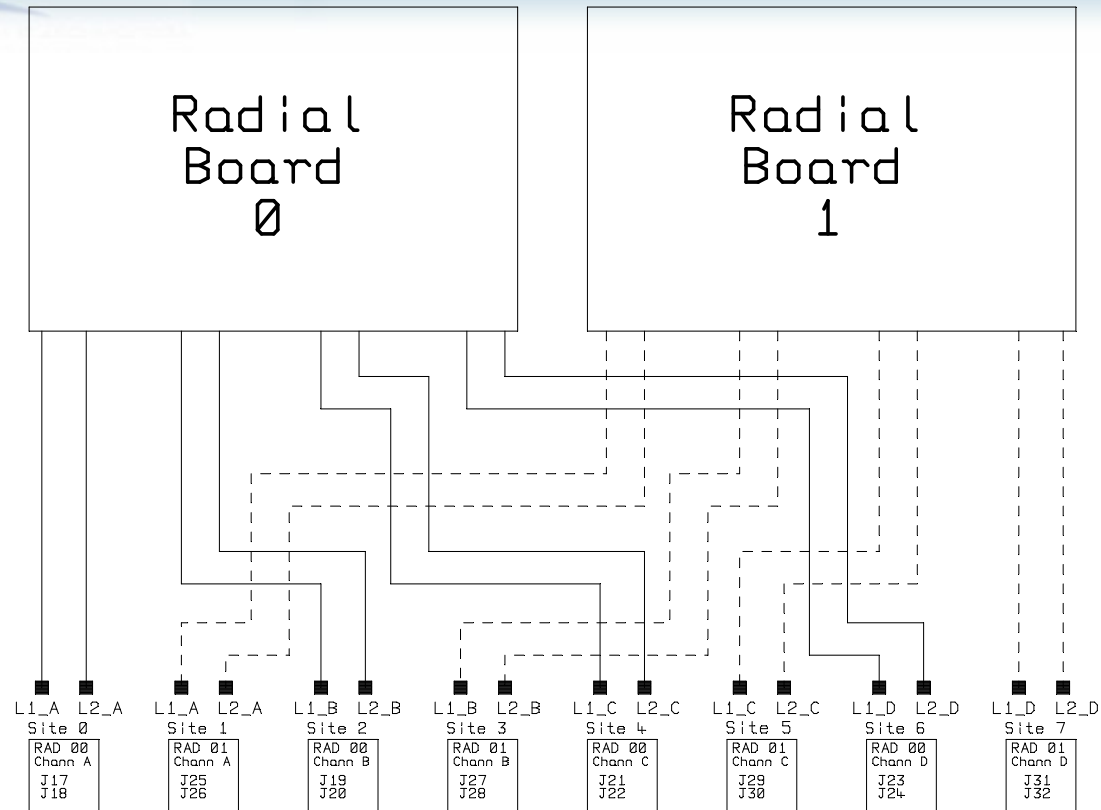 Radial
Board
0
Radial
Board
1
L1_A L2_A L1_A L2_A L1_B L2_B L1_B L2_B L1_C L2_C L1_C L2_C L1_D L2_D L1_D L2_D
Site 0 Site 1 Site 2 Site 3 Site 4 Site 5 Site 6 Site 7
RAD 00 RAD 01 RAD 00 RAD 01 RAD 00 RAD 01 RAD 00 RAD 01
Chann A Chann A Chann B Chann B Chann C Chann C Chann D Chann D
J17 J25 J19 J27 J21 J29 J23 J31
J18 J26 J20 J28 J22 J30 J24 J32